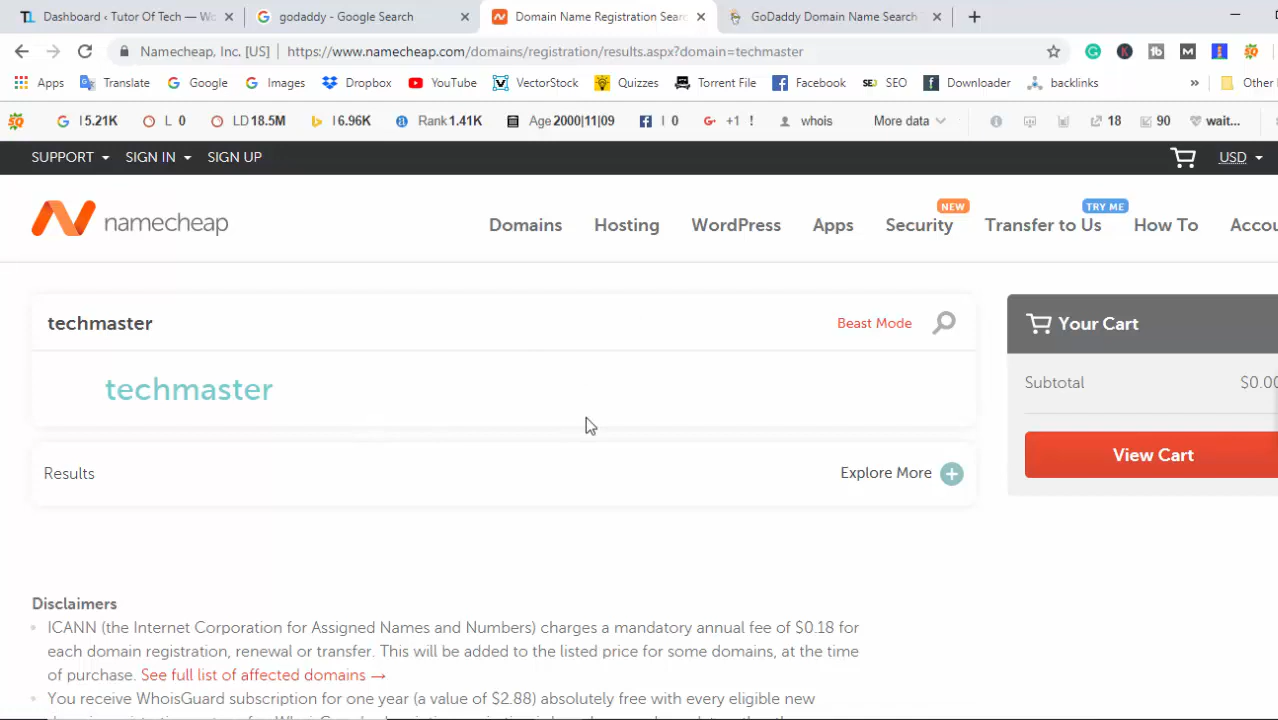 Dashboard ‹ Tutor Of Tech — Wo
godaddy - Google Search
Domain Name Registration Searc
GoDaddy Domain Name Search
Namecheap, Inc. [US] | https://www.namecheap.com/domains/registration/results.aspx?domain=techmaster
Apps Translate Google Images Dropbox YouTube VectorStock Quizzes Torrent File Facebook SEO Downloader backlinks » Other
I 5.21K L 0 LD 18.5M I 6.96K Rank 1.41K Age 2000|11|09 I 0 +1 ! whois More data 18 90 wait...
SUPPORT SIGN IN SIGN UP USD
NEW TRY ME
namecheap Domains Hosting WordPress Apps Security Transfer to Us How To Accou
techmaster Beast Mode Your Cart
techmaster
Subtotal $0.00
View Cart
Results Explore More
Disclaimers
ICANN (the Internet Corporation for Assigned Names and Numbers) charges a mandatory annual fee of $0.18 for
each domain registration, renewal or transfer. This will be added to the listed price for some domains, at the time
of purchase. See full list of affected domains →
You receive WhoisGuard subscription for one year (a value of $2.88) absolutely free with every eligible new